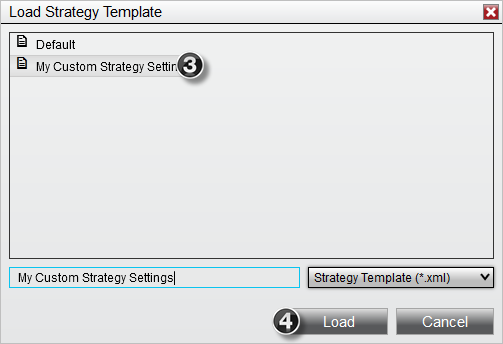 Load Strategy Template
Default
My Custom Strategy Settin
3
My Custom Strategy Settings
Strategy Template (*.xml)
4
Load
Cancel